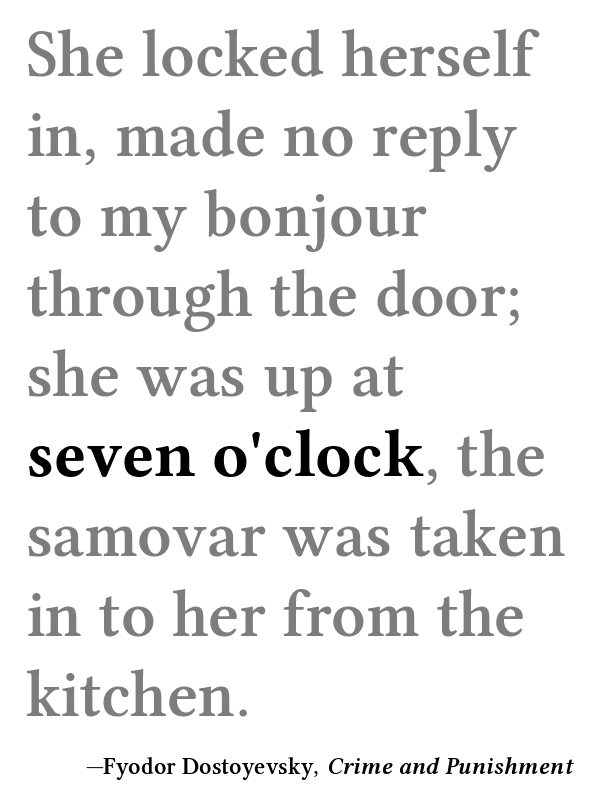 She locked herself
in, made no reply
to my bonjour
through the door;
she was up at
seven o'clock, the
samovar was taken
in to her from the
kitchen.
—Fyodor Dostoyevsky, Crime and Punishment